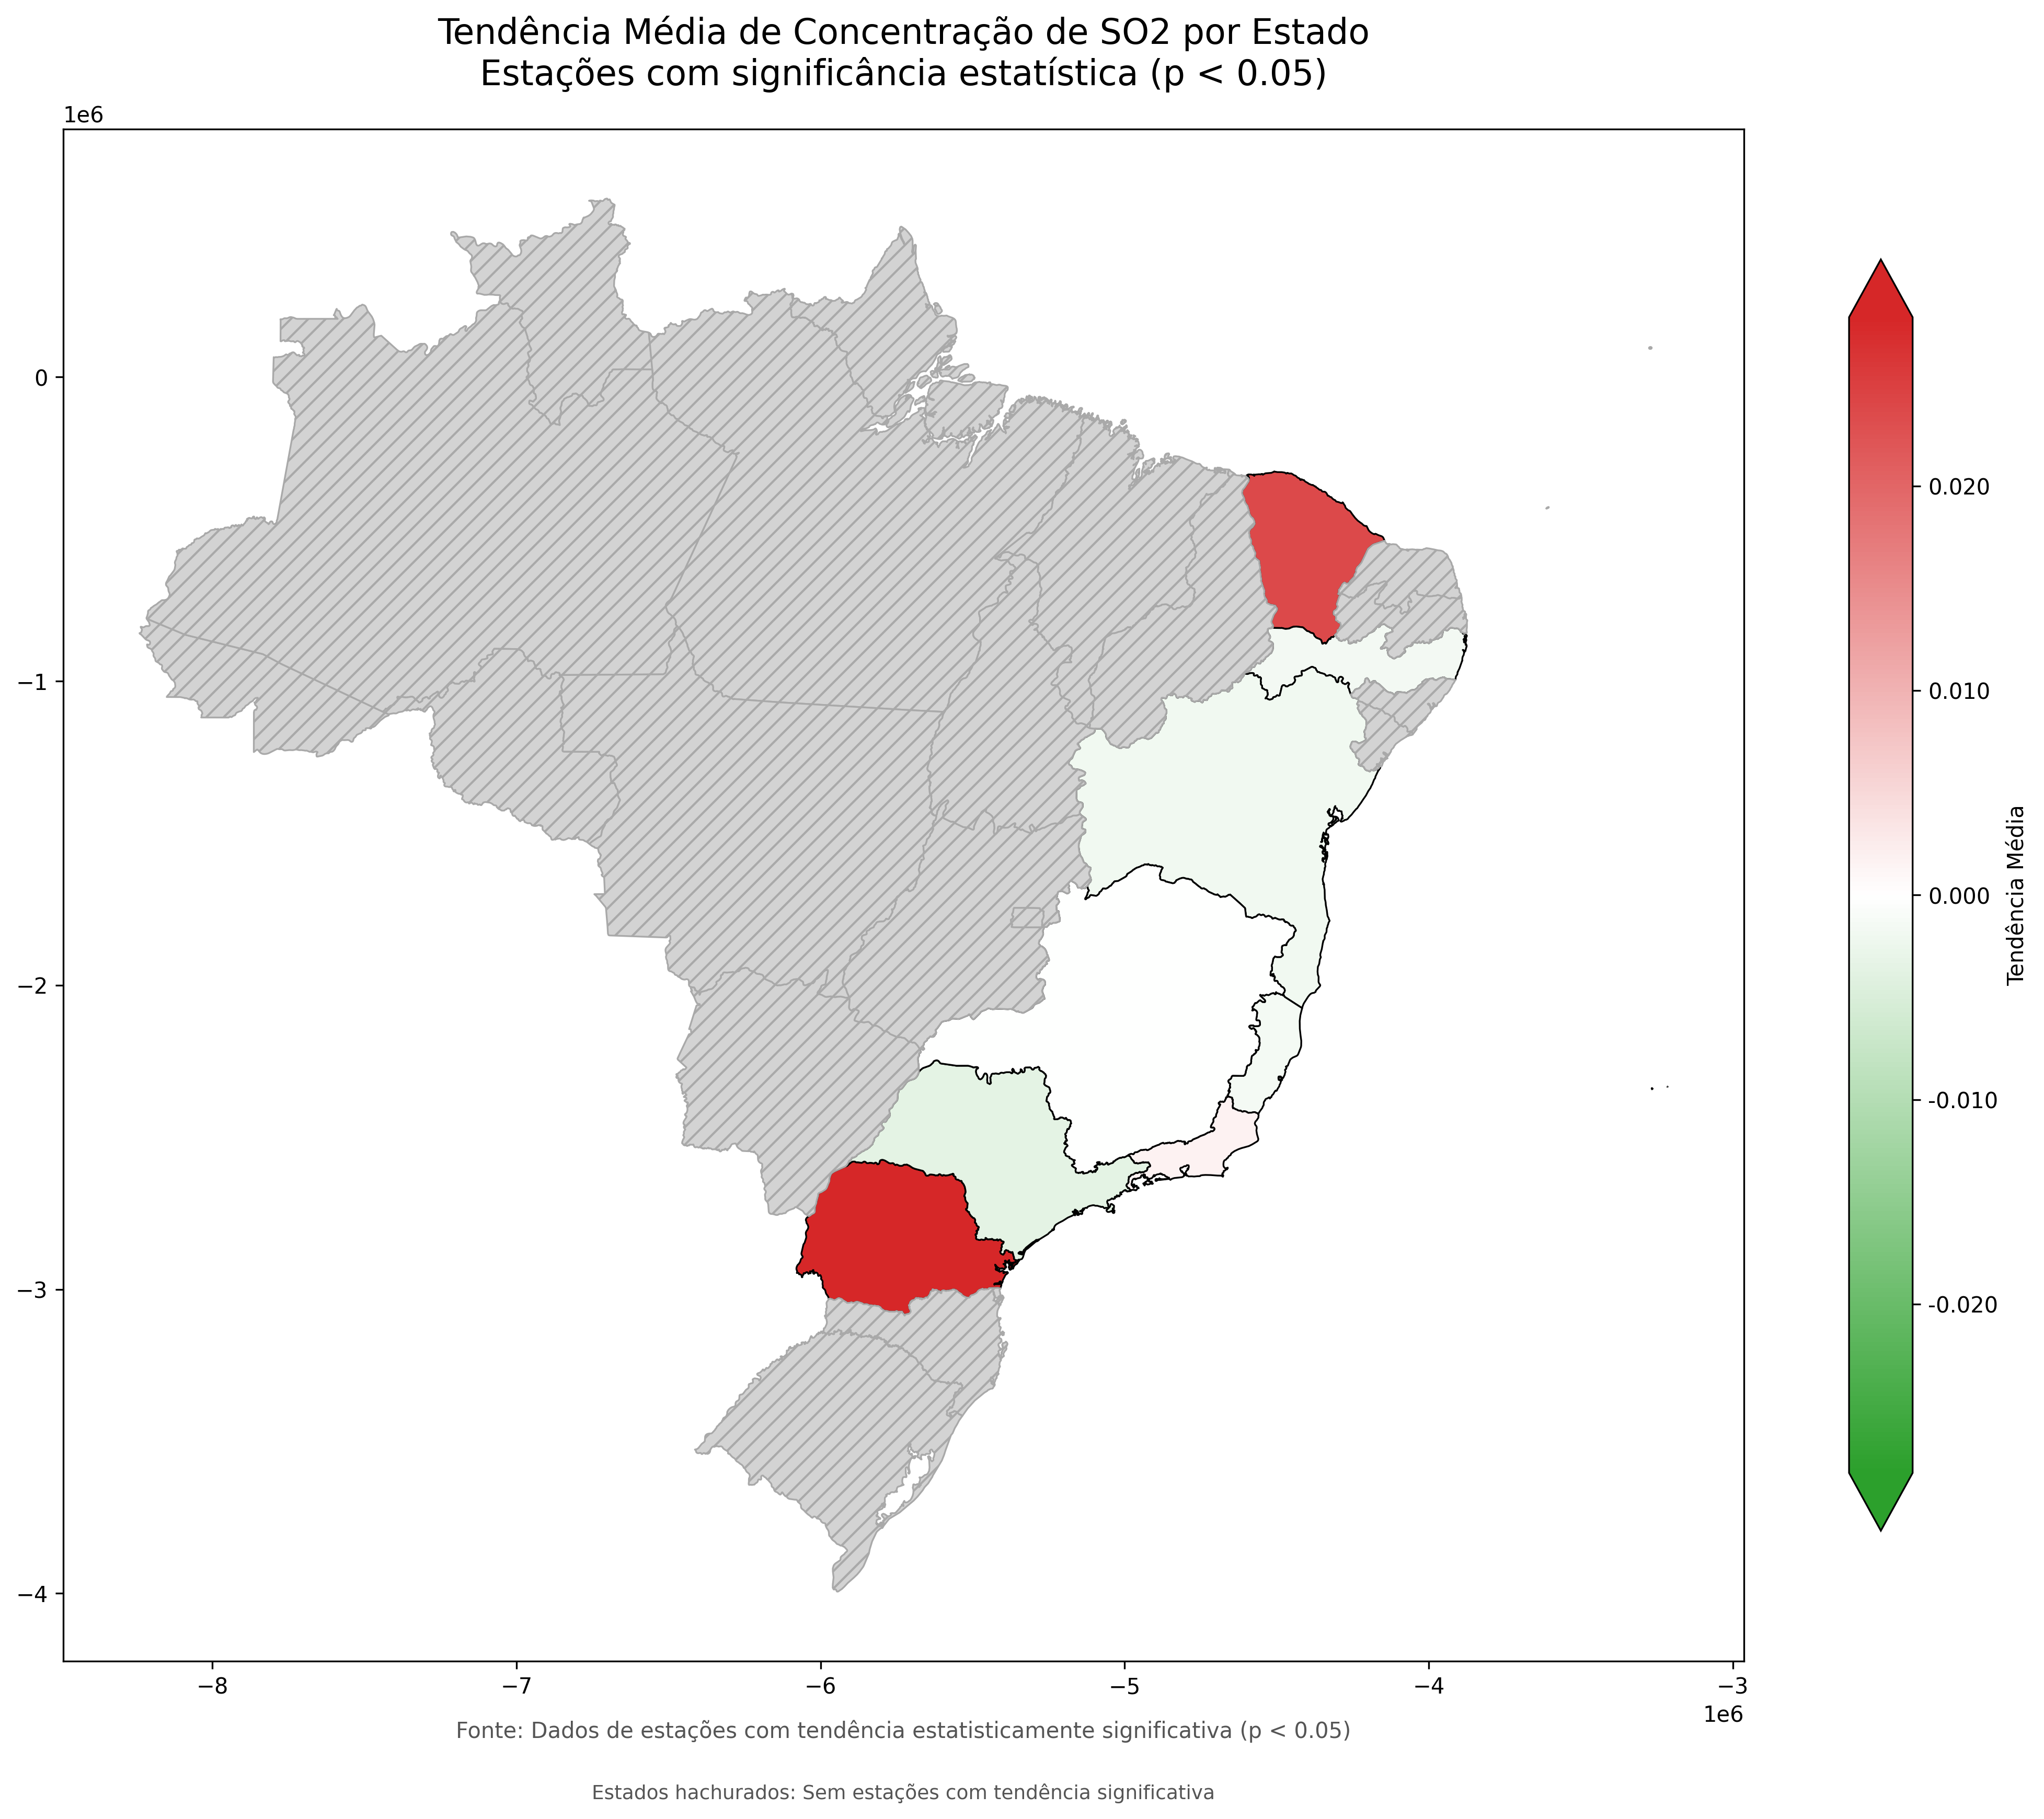 Tendência Média de Concentração de SO2 por Estado
Estações com significância estatística (p < 0.05)
1e6
0
−1
−2
−3
−4
−8
−7
−6
−5
−4
−3
1e6
0.020
0.010
0.000
-0.010
-0.020
Tendência Média
Fonte: Dados de estações com tendência estatisticamente significativa (p < 0.05)
Estados hachurados: Sem estações com tendência significativa